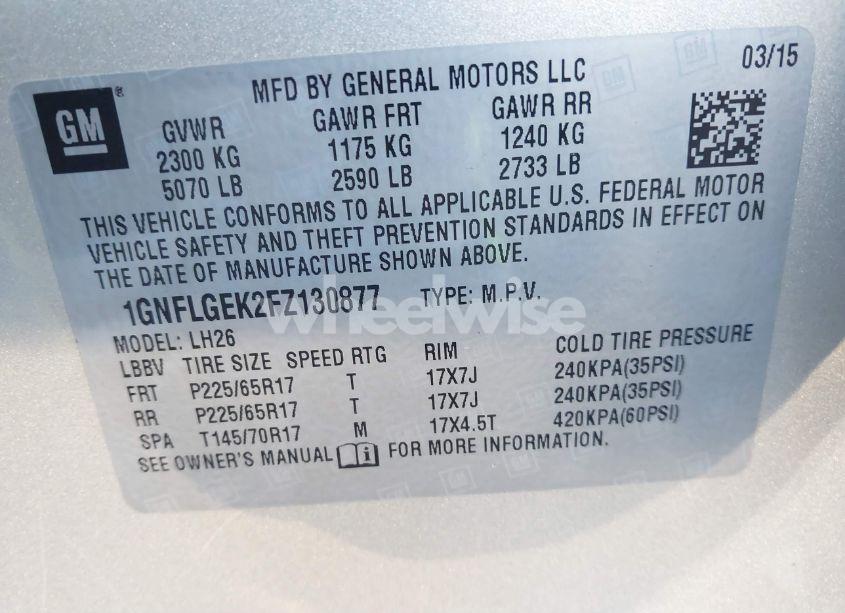 03/15
MFD BY GENERAL MOTORS LLC
GM®
GVWR GAWR FRT GAWR RR
2300 KG 1175 KG 1240 KG
5070 LB 2590 LB 2733 LB
THIS VEHICLE CONFORMS TO ALL APPLICABLE U.S. FEDERAL MOTOR
VEHICLE SAFETY AND THEFT PREVENTION STANDARDS IN EFFECT ON
THE DATE OF MANUFACTURE SHOWN ABOVE.
1GNFLGEK2FZ130877 TYPE: M.P.V.
wheelwise
MODEL: LH26
LBBV TIRE SIZE SPEED RTG RIM COLD TIRE PRESSURE
FRT P225/65R17 T 17X7J 240KPA(35PSI)
RR P225/65R17 T 17X7J 240KPA(35PSI)
SPA T145/70R17 M 17X4.5T 420KPA(60PSI)
SEE OWNER'S MANUAL i FOR MORE INFORMATION.